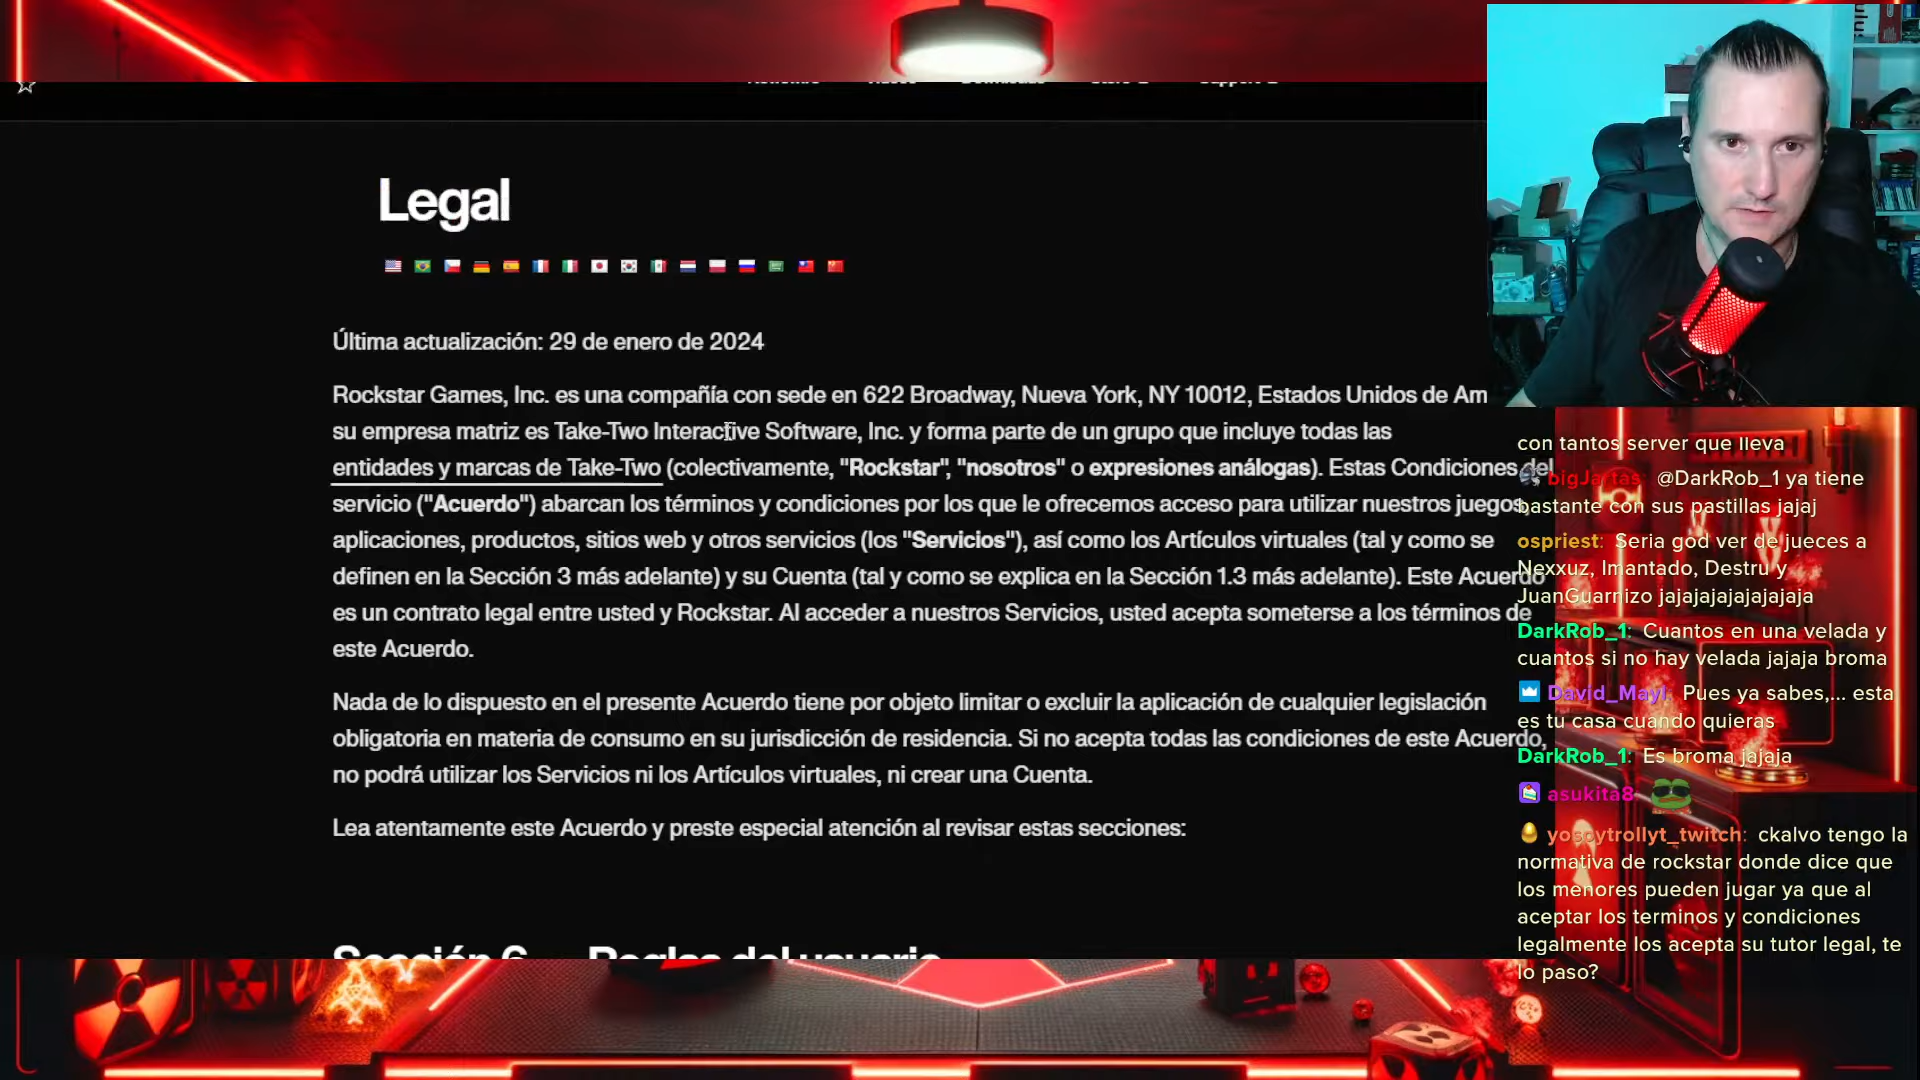 Legal
Última actualización: 29 de enero de 2024
Rockstar Games, Inc. es una compañía con sede en 622 Broadway, Nueva York, NY 10012, Estados Unidos de Am
su empresa matriz es Take-Two Interactive Software, Inc. y forma parte de un grupo que incluye todas las
entidades y marcas de Take-Two (colectivamente, "Rockstar", "nosotros" o expresiones análogas). Estas Condiciones del
servicio ("Acuerdo") abarcan los términos y condiciones por los que le ofrecemos acceso para utilizar nuestros juegos,
aplicaciones, productos, sitios web y otros servicios (los "Servicios"), así como los Artículos virtuales (tal y como se
definen en la Sección 3 más adelante) y su Cuenta (tal y como se explica en la Sección 1.3 más adelante). Este Acuerdo
es un contrato legal entre usted y Rockstar. Al acceder a nuestros Servicios, usted acepta someterse a los términos de
este Acuerdo.
Nada de lo dispuesto en el presente Acuerdo tiene por objeto limitar o excluir la aplicación de cualquier legislación
obligatoria en materia de consumo en su jurisdicción de residencia. Si no acepta todas las condiciones de este Acuerdo,
no podrá utilizar los Servicios ni los Artículos virtuales, ni crear una Cuenta.
Lea atentamente este Acuerdo y preste especial atención al revisar estas secciones:
Sección 6 Reglas del usuario
con tantos server que lleva
bigJartas: @DarkRob_1 ya tiene
bastante con sus pastillas jajaj
ospriest: Seria god ver de jueces a
Nexxuz, Imantado, Destru y
JuanGuarnizo jajajajajajajajaja
DarkRob_1: Cuantos en una velada y
cuantos si no hay velada jajaja broma
David_Mayl: Pues ya sabes,... esta
es tu casa cuando quieras
DarkRob_1: Es broma jajaja
asukita8:
yosoytrollyt_twitch: ckalvo tengo la
normativa de rockstar donde dice que
los menores pueden jugar ya que al
aceptar los terminos y condiciones
legalmente los acepta su tutor legal, te
lo paso?